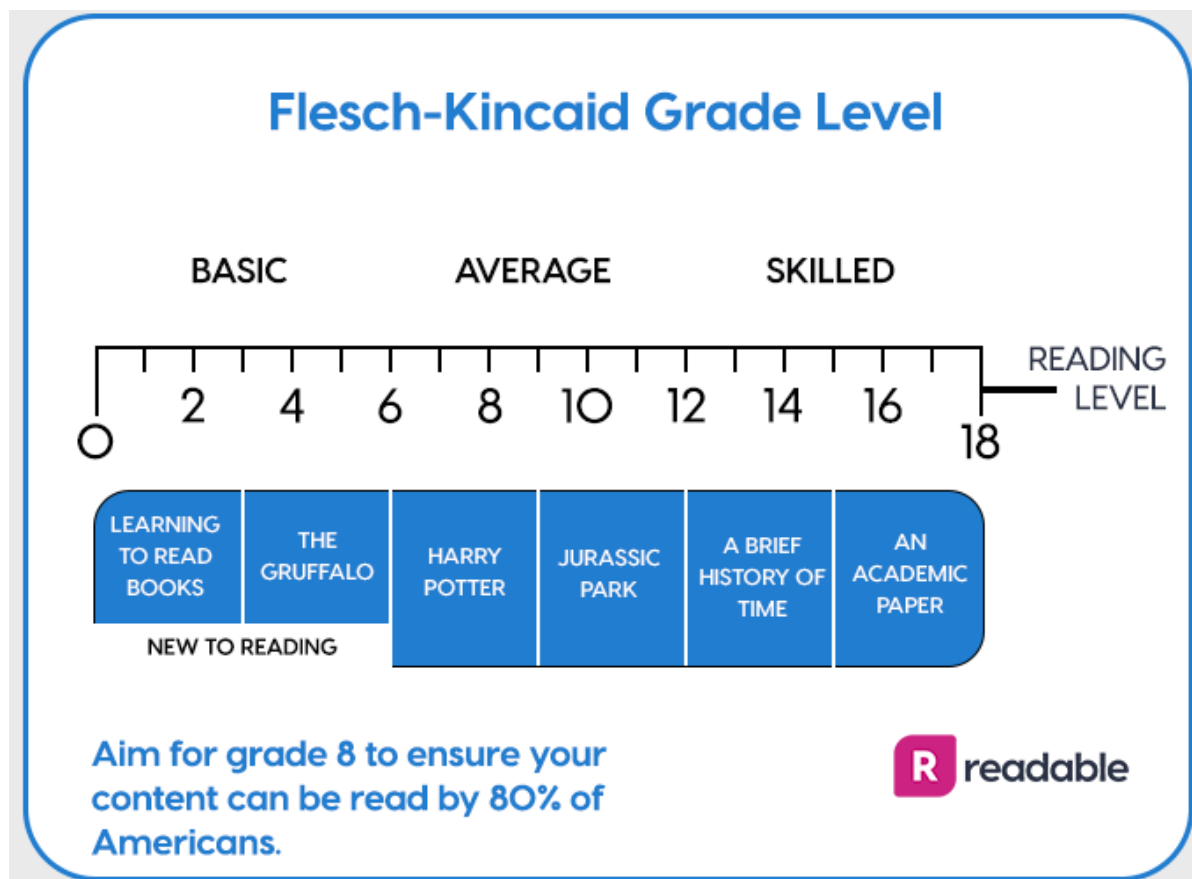 Flesch-Kincaid Grade Level
BASIC AVERAGE SKILLED
READING
LEVEL
0 2 4 6 8 10 12 14 16 18
LEARNING
TO READ
BOOKS
THE
GRUFFALO
HARRY
POTTER
JURASSIC
PARK
A BRIEF
HISTORY OF
TIME
AN
ACADEMIC
PAPER
NEW TO READING
Aim for grade 8 to ensure your
content can be read by 80% of
Americans.
R readable